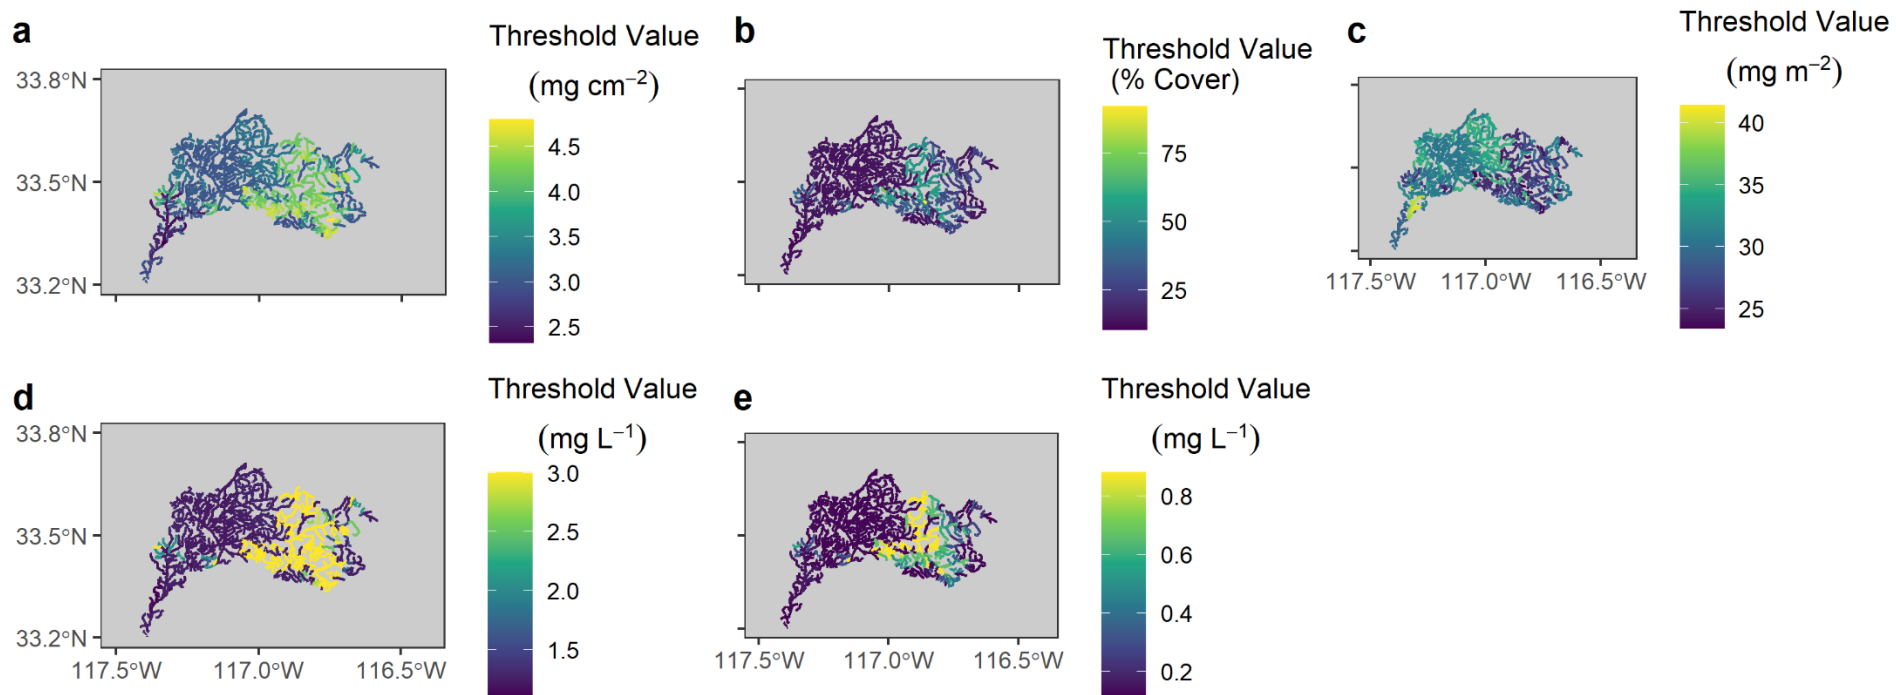 a
Threshold Value
(mg cm−2)
33.8°N
33.5°N
33.2°N
4.5
4.0
3.5
3.0
2.5
b
Threshold Value
(% Cover)
75
50
25
c
Threshold Value
(mg m−2)
40
35
30
25
117.5°W 117.0°W 116.5°W
d
Threshold Value
(mg L−1)
33.8°N
33.5°N
33.2°N
117.5°W 117.0°W 116.5°W
3.0
2.5
2.0
1.5
e
Threshold Value
(mg L−1)
117.5°W 117.0°W 116.5°W
0.8
0.6
0.4
0.2